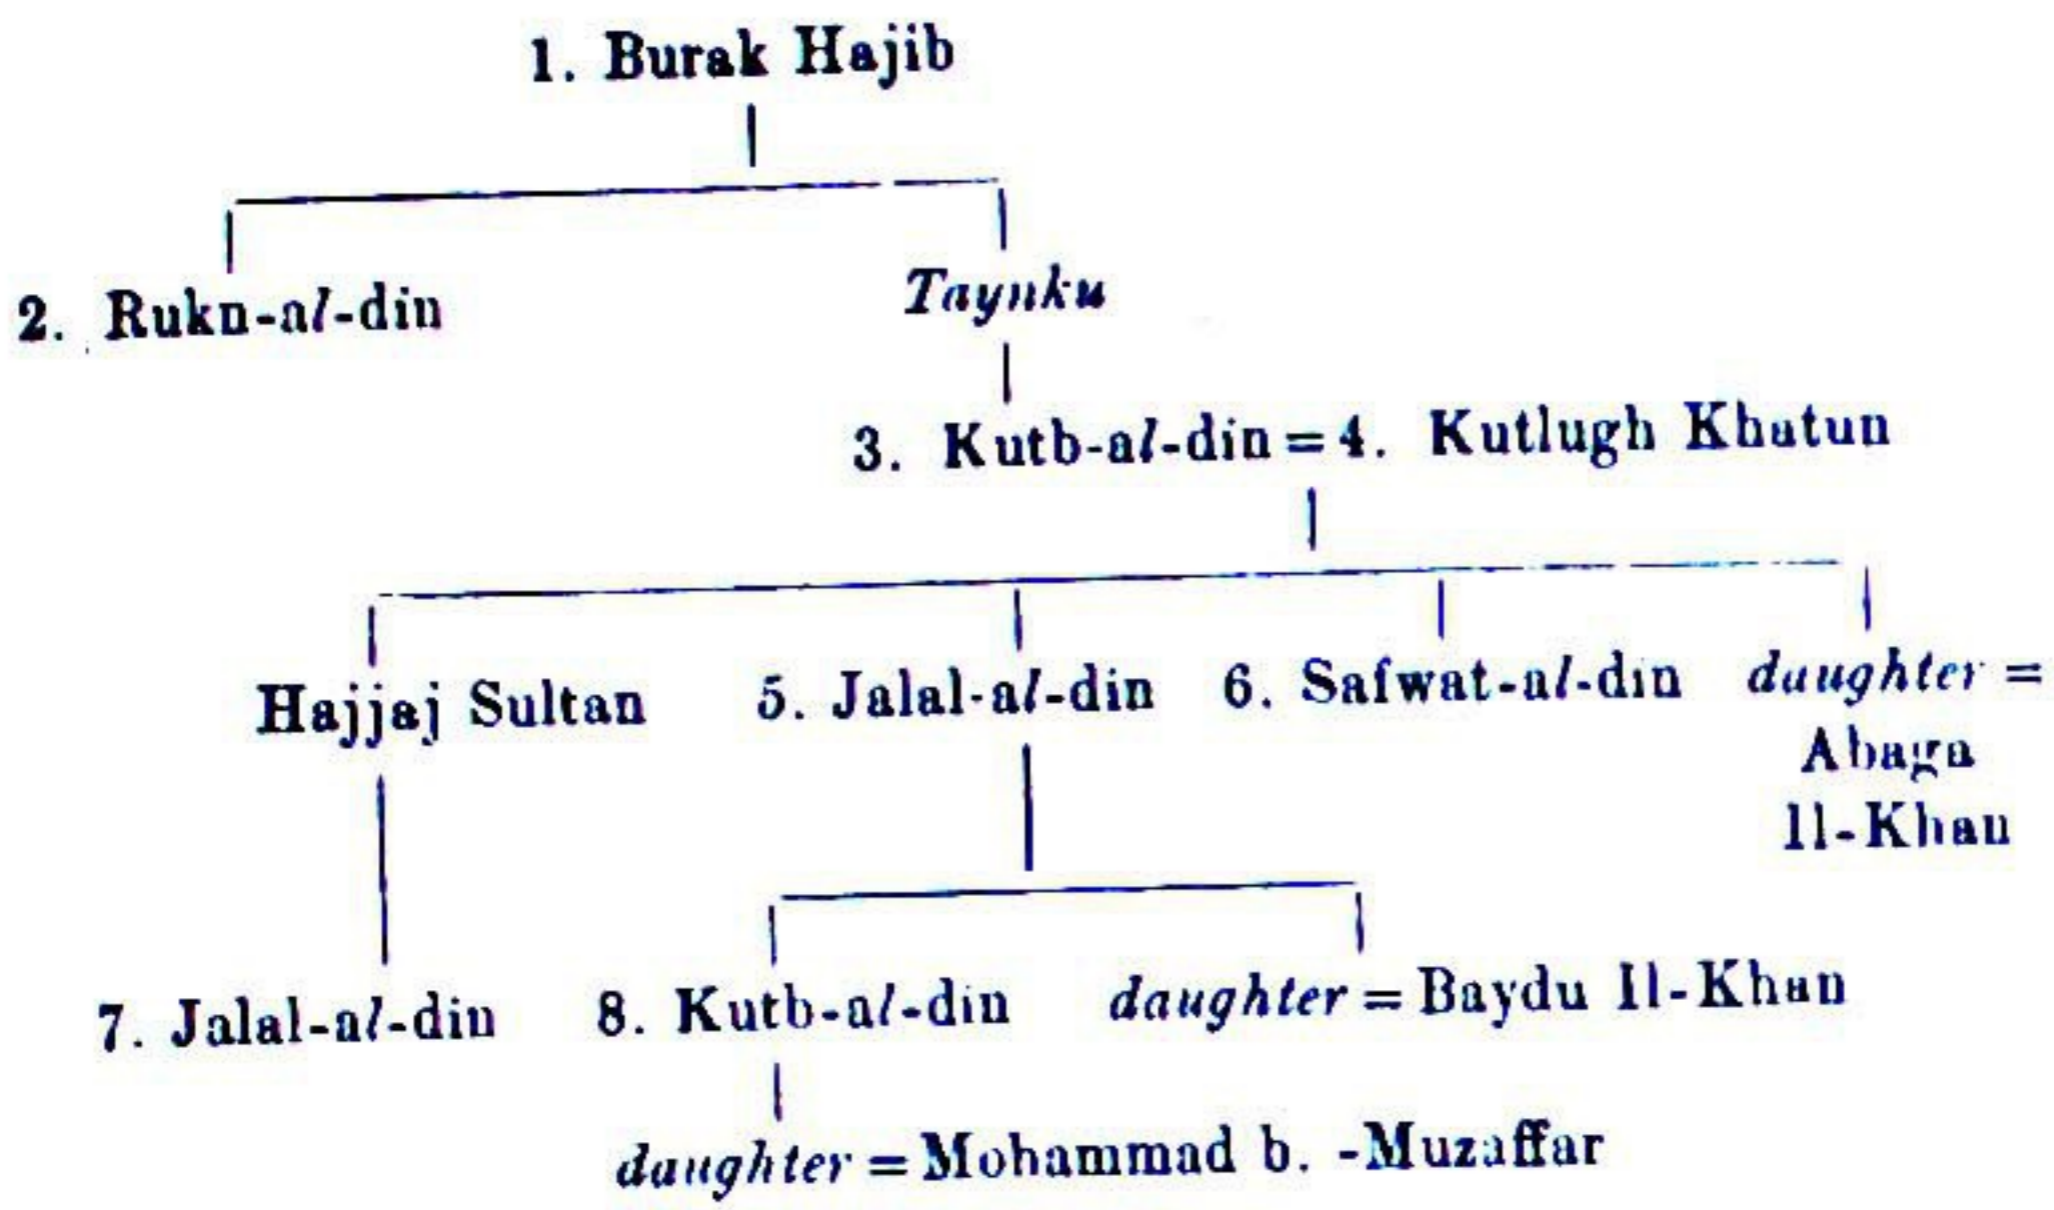 1. Burak Hajib
2. Rukn-al-din
Taynku
3. Kutb-al-din = 4. Kutlugh Khatun
Hajjaj Sultan 5. Jalal-al-din 6. Safwat-al-din daughter =
Abaga
Il-Khan
7. Jalal-al-din 8. Kutb-al-din daughter = Baydu Il-Khan
daughter = Mohammad b. -Muzaffar